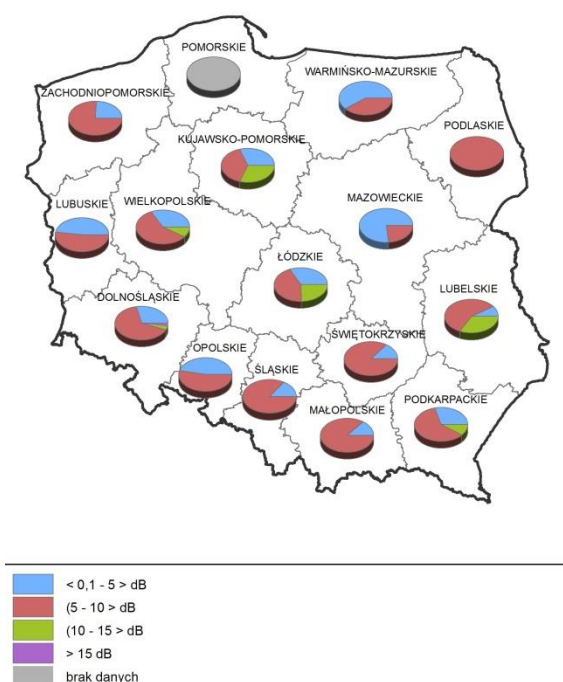 POMORSKIE
WARMIŃSKO-MAZURSKIE
ZACHODNIOPOMORSKIE
PODLASKIE
KUJAWSKO-POMORSKIE
LUBUSKIE
WIELKOPOLSKIE
MAZOWIECKIE
ŁÓDZKIE
LUBELSKIE
DOLNOŚLĄSKIE
ŚWIĘTOKRZYSKIE
OPOLSKIE
ŚLĄSKIE
MAŁOPOLSKIE
PODKARPACKIE
< 0,1 - 5 > dB
(5 - 10 > dB
(10 - 15 > dB
> 15 dB
brak danych